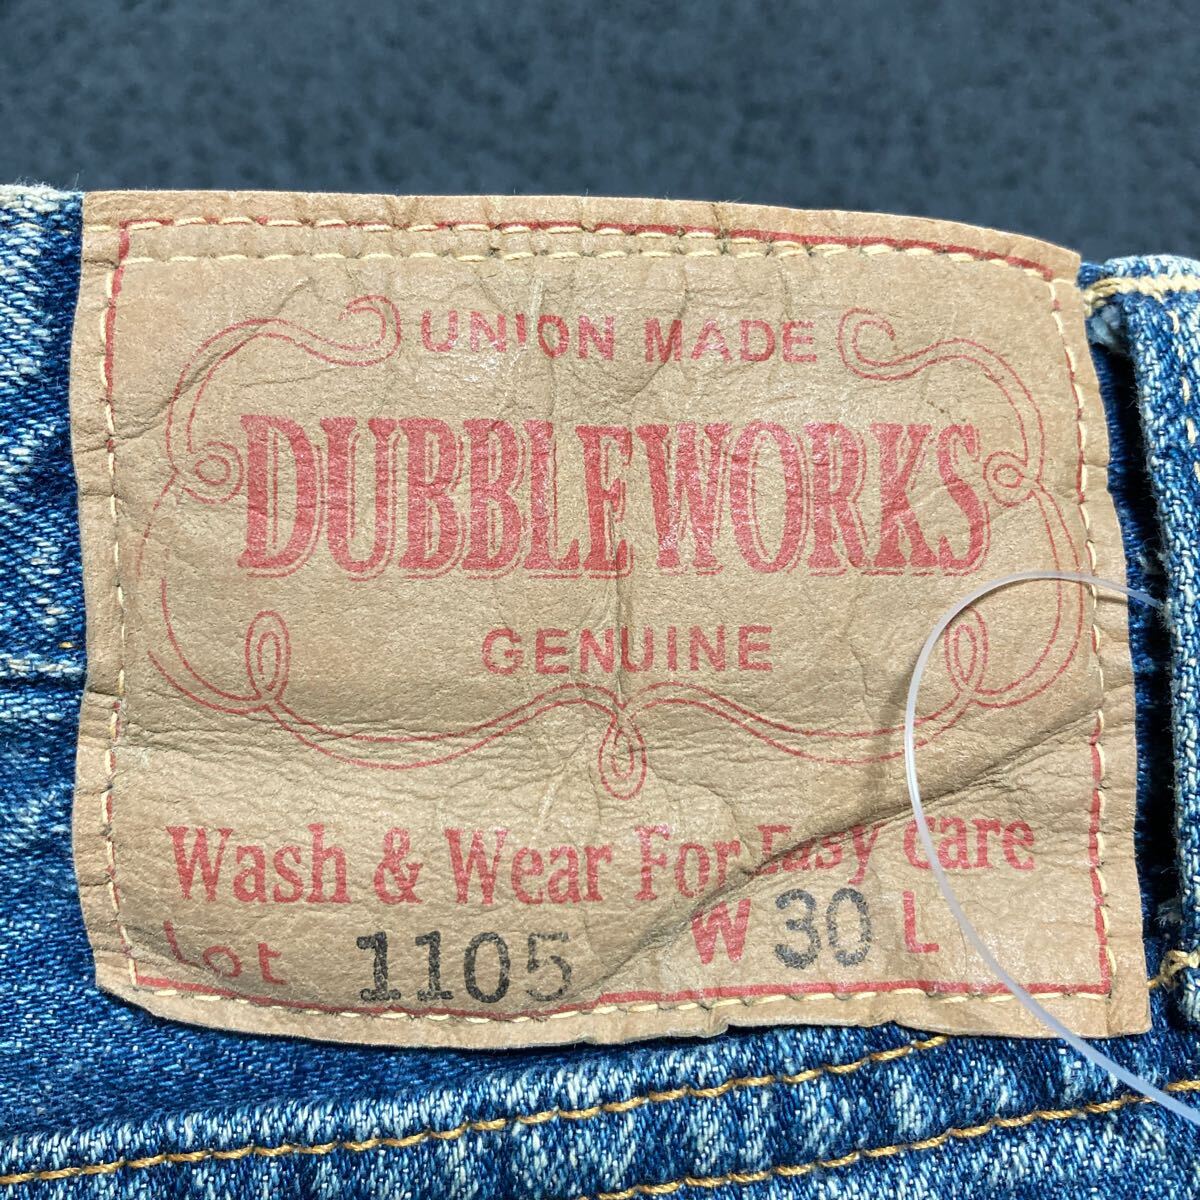 UNION MADE
DUBBLEWORKS
GENUINE
Wash & Wear For Easy care
Lot 1105 W 30 L